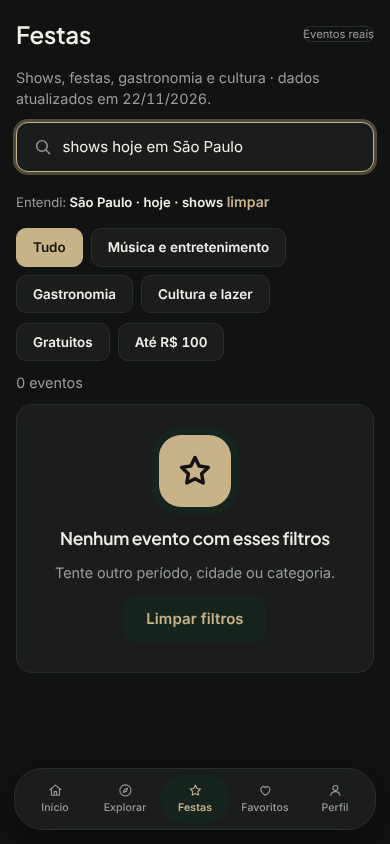 Festas
Eventos reais
Shows, festas, gastronomia e cultura · dados
atualizados em 22/11/2026.
shows hoje em São Paulo
Entendi: São Paulo · hoje · shows limpar
Tudo
Música e entretenimento
Gastronomia
Cultura e lazer
Gratuitos
Até R$ 100
0 eventos
Nenhum evento com esses filtros
Tente outro período, cidade ou categoria.
Limpar filtros
Início
Explorar
Festas
Favoritos
Perfil